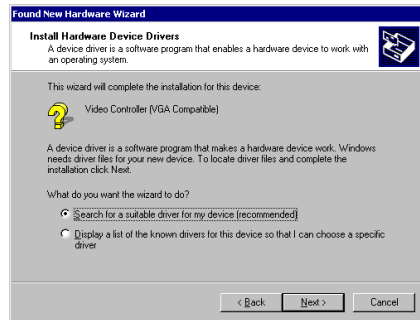 Found New Hardware Wizard
Install Hardware Device Drivers
A device driver is a software program that enables a hardware device to work with
an operating system.
This wizard will complete the installation for this device:
Video Controller (VGA Compatible)
A device driver is a software program that makes a hardware device work. Windows
needs driver files for your new device. To locate driver files and complete the
installation click Next.
What do you want the wizard to do?
Search for a suitable driver for my device (recommended)
Display a list of the known drivers for this device so that I can choose a specific
driver
< Back
Next >
Cancel